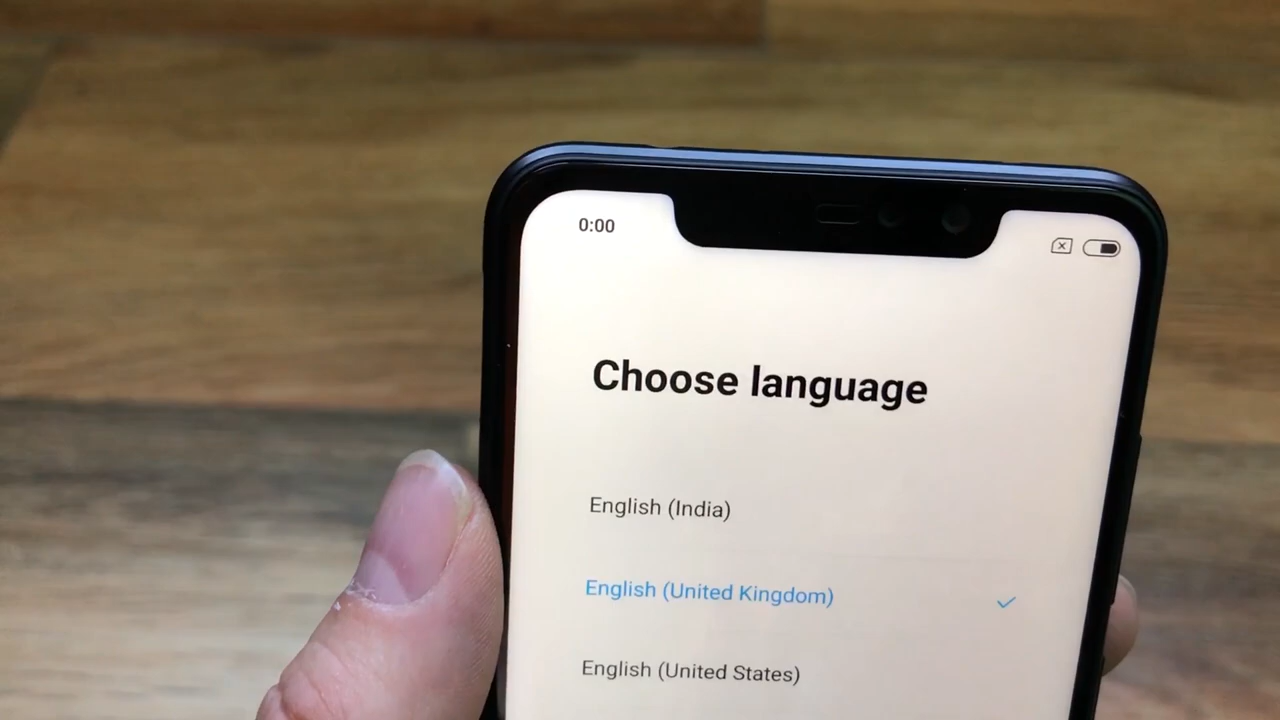 0:00
Choose language
English (India)
English (United Kingdom)
English (United States)